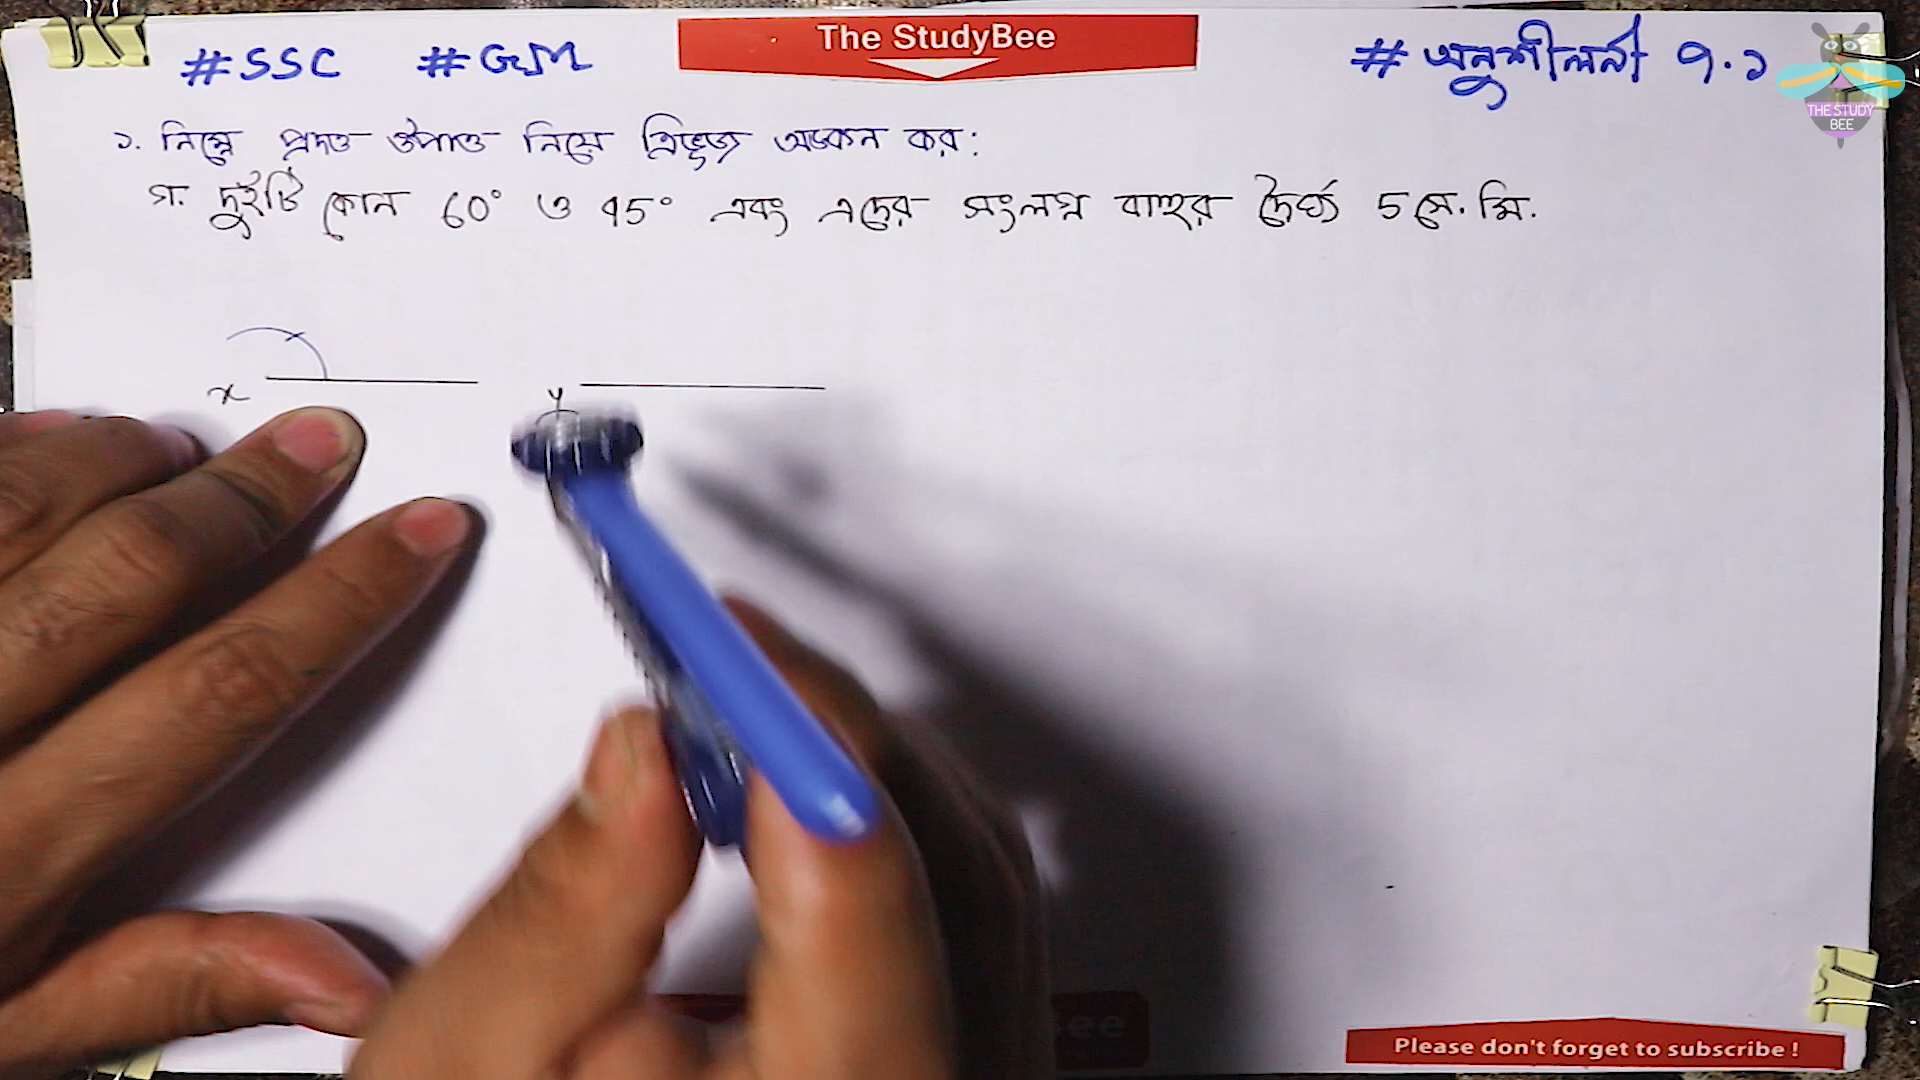 The StudyBee
#SSC #GM #অনুশীলনী ৭.১
THE STUDY
BEE
১. নিম্নে প্রদত্ত উপাত্ত নিয়ে ত্রিভুজ অঙ্কন কর:
গ. দুইটি কোন 60° ও 45° এবং এদের সংলগ্ন বাহুর দৈর্ঘ্য 5 সে. মি.
x y
Please don't forget to subscribe !